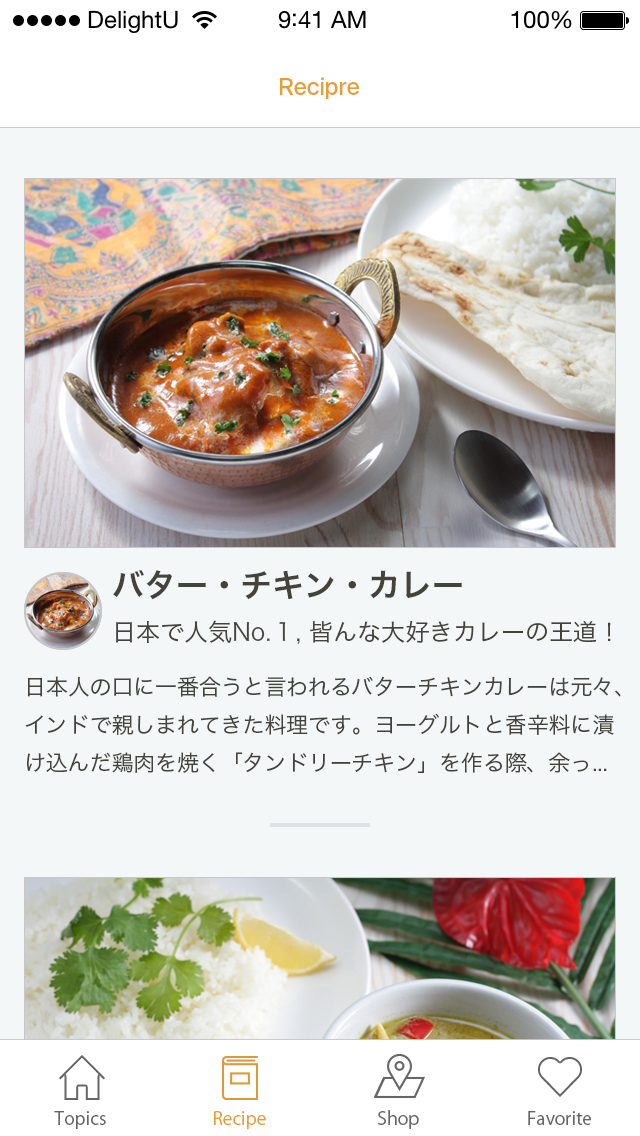 DelightU 9:41 AM 100%
Recipre
バター・チキン・カレー
日本で人気No.１, 皆んな大好きカレーの王道！
日本人の口に一番合うと言われるバターチキンカレーは元々、
インドで親しまれてきた料理です。ヨーグルトと香辛料に漬
け込んだ鶏肉を焼く「タンドリーチキン」を作る際、余っ...
Topics Recipe Shop Favorite